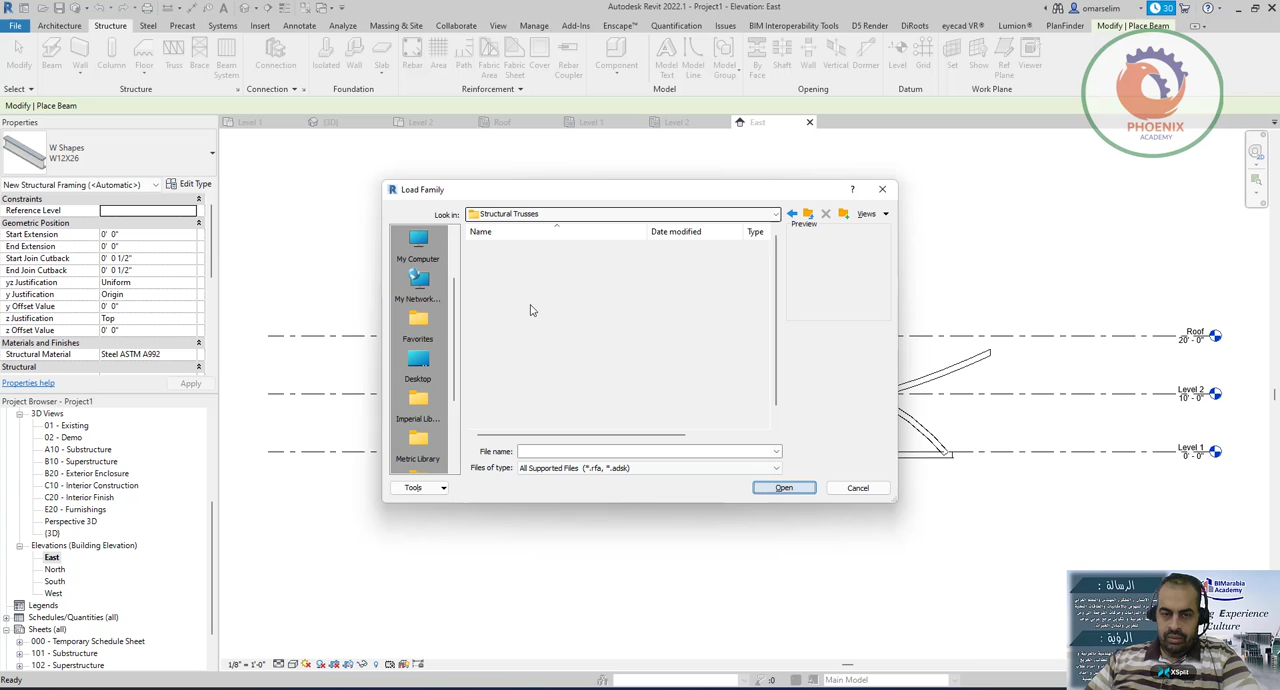 Autodesk Revit 2022.1 - Project1 - Elevation: East
omarselim
30
File
Architecture
Structure
Steel
Precast
Systems
Insert
Annotate
Analyze
Massing & Site
Collaborate
View
Manage
Add-Ins
Enscape™
Quantification
Issues
BIM Interoperability Tools
D5 Render
DiRoots
eyecad VR®
Lumion®
PlanFinder
Modify | Place Beam
Modify
Beam
Wall
Column
Floor
Truss
Brace
Beam System
Connection
Isolated
Wall
Slab
Rebar
Area
Path
Fabric Area
Fabric Sheet
Cover
Rebar Coupler
Component
Model Text
Model Line
Model Group
By Face
Shaft
Wall
Vertical
Dormer
Level
Grid
Set
Show
Ref Plane
Viewer
Select
Structure
Connection
Foundation
Reinforcement
Model
Opening
Datum
Work Plane
PHOENIX
ACADEMY
Modify | Place Beam
Properties
Level 1
{3D}
Level 2
Roof
Level 1
Level 2
East
W Shapes
W12X26
New Structural Framing (<Automatic>)
Edit Type
Constraints
Reference Level
Geometric Position
Start Extension 0' 0"
End Extension 0' 0"
Start Join Cutback 0' 0 1/2"
End Join Cutback 0' 0 1/2"
yz Justification Uniform
y Justification Origin
y Offset Value 0' 0"
z Justification Top
z Offset Value 0' 0"
Materials and Finishes
Structural Material Steel ASTM A992
Structural
Properties help
Apply
Project Browser - Project1
3D Views
01 - Existing
02 - Demo
A10 - Substructure
B10 - Superstructure
B20 - Exterior Enclosure
C10 - Interior Construction
C20 - Interior Finish
E20 - Furnishings
Perspective 3D
{3D}
Elevations (Building Elevation)
East
North
South
West
Legends
Schedules/Quantities (all)
Sheets (all)
000 - Temporary Schedule Sheet
101 - Substructure
102 - Superstructure
Load Family
Look in:
Structural Trusses
Views
Name
Date modified
Type
Preview
My Computer
My Network...
Favorites
Desktop
Imperial Lib...
Metric Library
File name:
Files of type:
All Supported Files (*.rfa, *.adsk)
Tools
Open
Cancel
Roof
20' - 0"
Level 2
10' - 0"
Level 1
0' - 0"
1/8" = 1'-0"
Ready
:0
Main Model
الرسالة :
الرؤية :
BIMarabia
Academy
Experience
Culture
XSplit